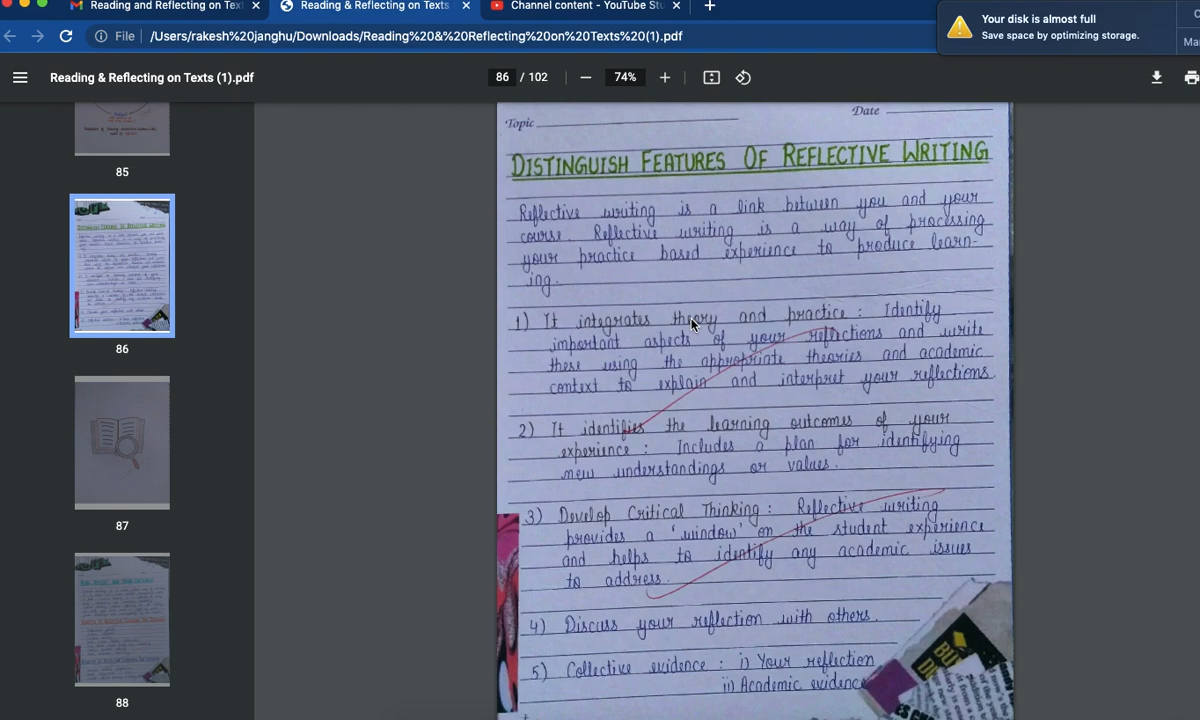 Reading and Reflecting on Tex
Reading & Reflecting on Texts
Channel content - YouTube Stu
Your disk is almost full
Save space by optimizing storage.
File
/Users/rakesh%20janghu/Downloads/Reading%20&%20Reflecting%20on%20Texts%20(1).pdf
Reading & Reflecting on Texts (1).pdf
86 / 102
74%
85
86
87
88
Topic
Date
DISTINGUISH FEATURES OF REFLECTIVE WRITING
Reflective writing is a link between you and your
course. Reflective writing is a way of processing
your practice based experience to produce learn-
ing.
1) It integrates theory and practice : Identify
important aspects of your reflections and write
these using the appropriate theories and academic
context to explain and interpret your reflections.
2) It identifies the learning outcomes of your
experience : Includes a plan for identifying
new understandings or values.
3) Develop Critical Thinking : Reflective writing
provides a 'window' on the student experience
and helps to identify any academic issues
to address.
4) Discuss your reflection with others.
5) Collective evidence : i) Your reflection
ii) Academic evidence